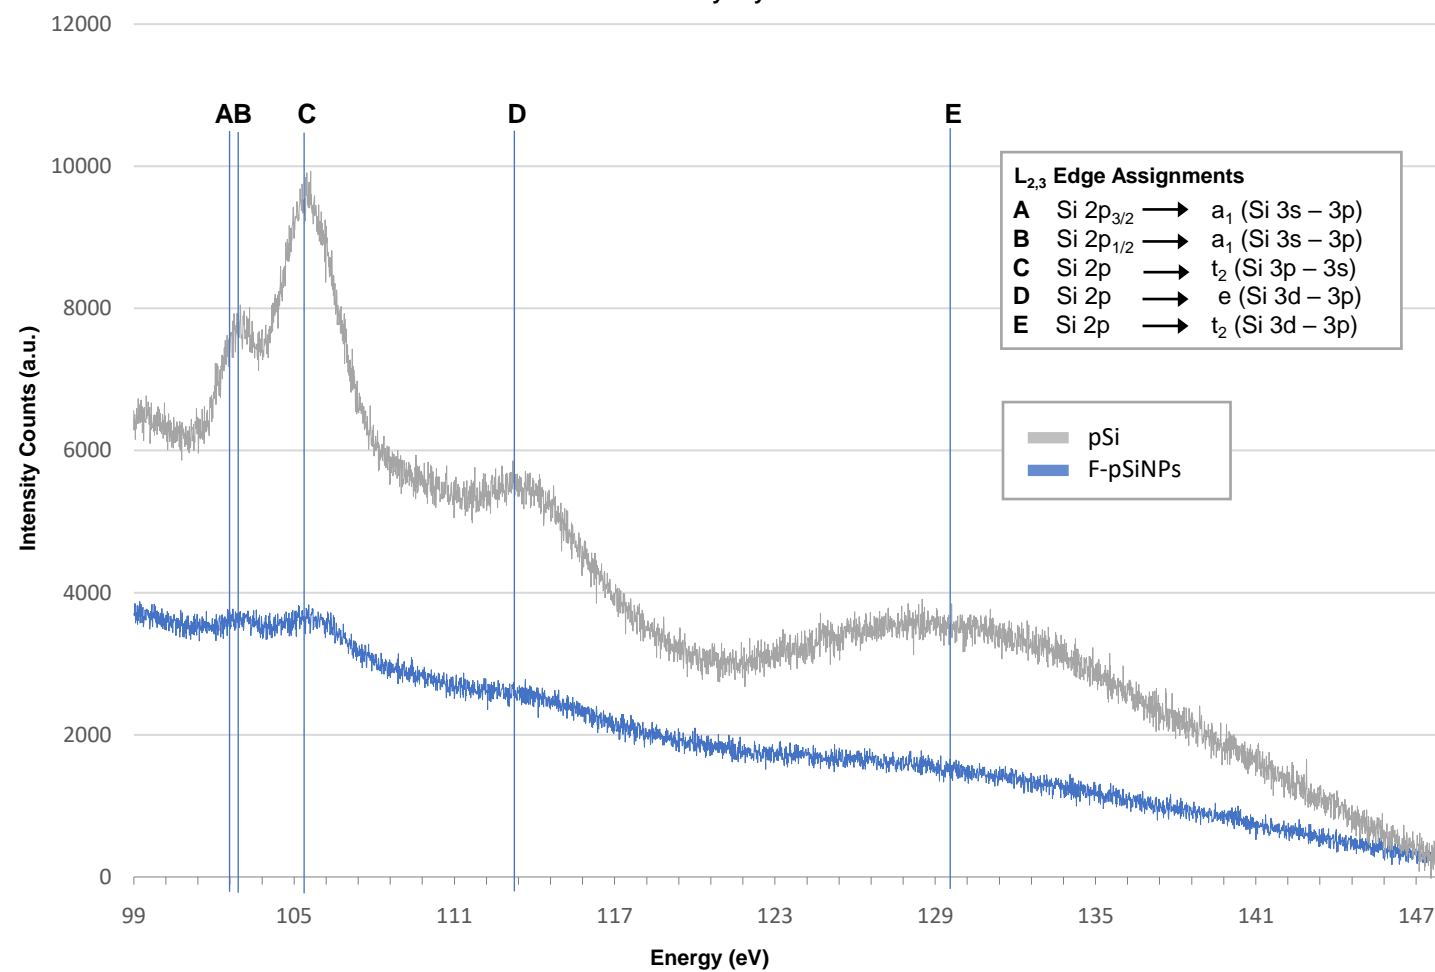 12000
10000
8000
6000
4000
2000
0
Intensity Counts (a.u.)
A B C D E
L2,3 Edge Assignments
A Si 2p3/2 → a1 (Si 3s – 3p)
B Si 2p1/2 → a1 (Si 3s – 3p)
C Si 2p → t2 (Si 3p – 3s)
D Si 2p → e (Si 3d – 3p)
E Si 2p → t2 (Si 3d – 3p)
pSi
F-pSiNPs
99 105 111 117 123 129 135 141 147
Energy (eV)